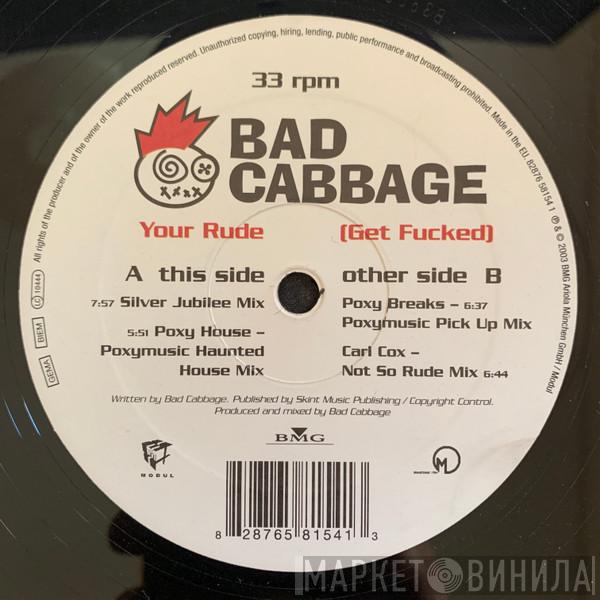 All rights of the producer and of the owner of the work reproduced reserved. Unauthorized copying, hiring, lending, public performance and broadcasting prohibited. Made in the EU. 82876 58154 1 ℗ & © 2003 BMG Ariola München GmbH / Modul
33 rpm
BAD
CABBAGE
Your Rude (Get Fucked)
A this side
7:57 Silver Jubilee Mix
5:51 Poxy House –
Poxymusic Haunted
House Mix
other side B
Poxy Breaks – 6:37
Poxymusic Pick Up Mix
Carl Cox –
Not So Rude Mix 6:44
Written by Bad Cabbage. Published by Skint Music Publishing / Copyright Control.
Produced and mixed by Bad Cabbage
LC 10444
BIEM
GEMA
MODUL
BMG
8 28765 81541 3
МАРКЕТ ВИНИЛА